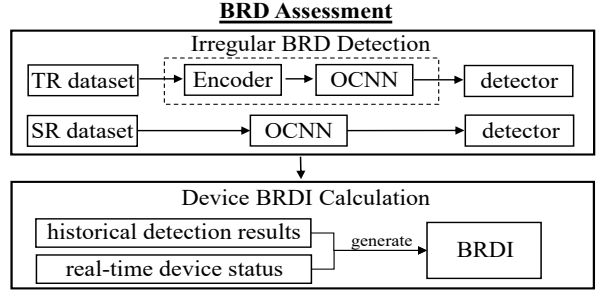 BRD Assessment
Irregular BRD Detection
TR dataset Encoder OCNN detector
SR dataset OCNN detector
Device BRDI Calculation
historical detection results
generate BRDI
real-time device status